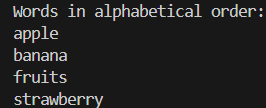 Words in alphabetical order:
apple
banana
fruits
strawberry